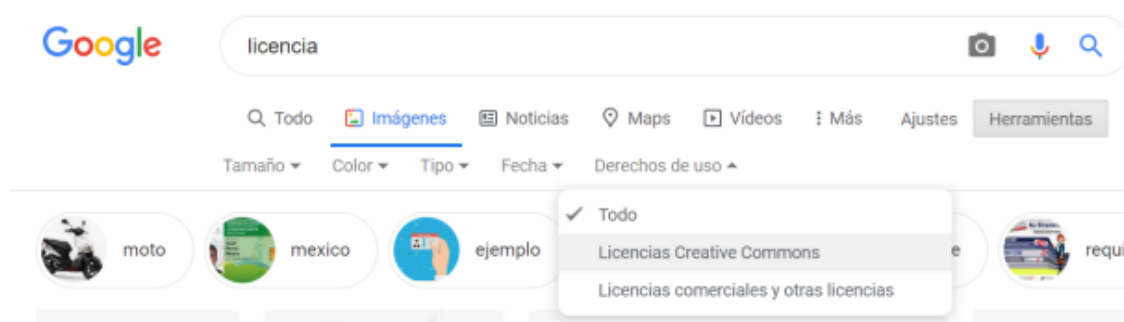 Google
licencia
Todo Imágenes Noticias Maps Vídeos Más Ajustes Herramientas
Tamaño Color Tipo Fecha Derechos de uso
Todo
Licencias Creative Commons
Licencias comerciales y otras licencias
moto mexico ejemplo e requi